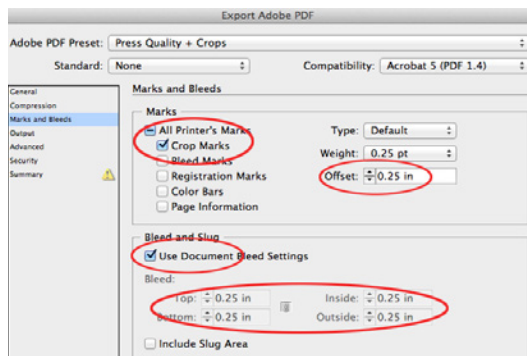 Export Adobe PDF
Adobe PDF Preset: Press Quality + Crops
Standard: None Compatibility: Acrobat 5 (PDF 1.4)
General
Compression
Marks and Bleeds
Output
Advanced
Security
Summary
Marks and Bleeds
Marks
All Printer's Marks
Crop Marks
Bleed Marks
Registration Marks
Color Bars
Page Information
Type: Default
Weight: 0.25 pt
Offset: 0.25 in
Bleed and Slug
Use Document Bleed Settings
Bleed:
Top: 0.25 in Inside: 0.25 in
Bottom: 0.25 in Outside: 0.25 in
Include Slug Area